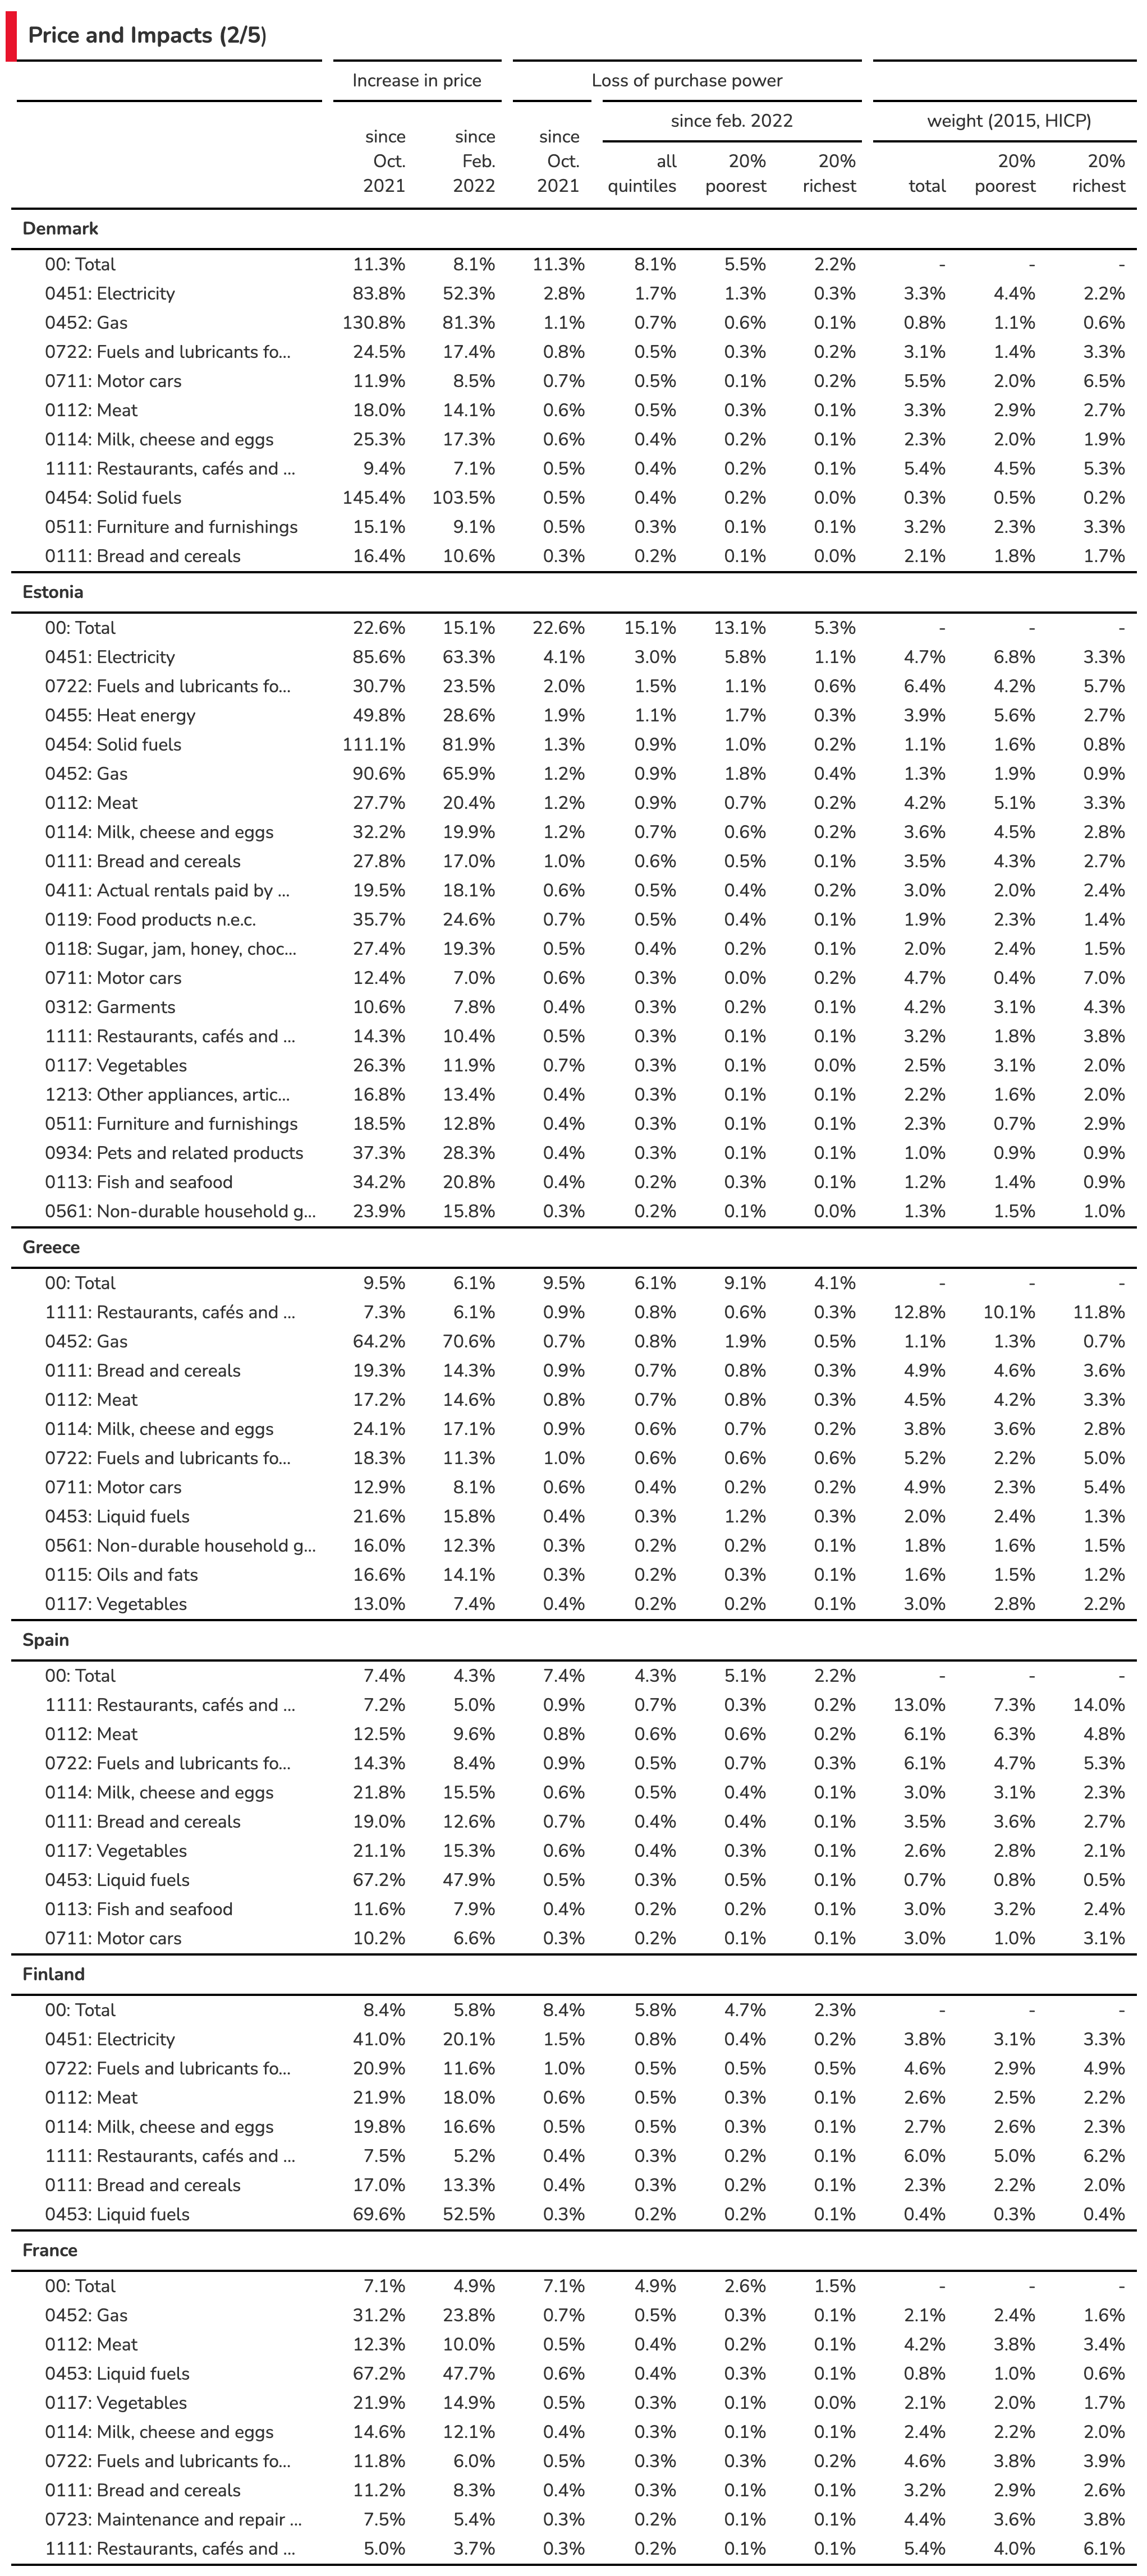 Price and Impacts (2/5)
Increase in price Loss of purchase power
since feb. 2022 weight (2015, HICP)
since since since
Oct. Feb. Oct. all 20% 20% 20% 20%
2021 2022 2021 quintiles poorest richest total poorest richest
Denmark
00: Total 11.3% 8.1% 11.3% 8.1% 5.5% 2.2% - - -
0451: Electricity 83.8% 52.3% 2.8% 1.7% 1.3% 0.3% 3.3% 4.4% 2.2%
0452: Gas 130.8% 81.3% 1.1% 0.7% 0.6% 0.1% 0.8% 1.1% 0.6%
0722: Fuels and lubricants fo... 24.5% 17.4% 0.8% 0.5% 0.3% 0.2% 3.1% 1.4% 3.3%
0711: Motor cars 11.9% 8.5% 0.7% 0.5% 0.1% 0.2% 5.5% 2.0% 6.5%
0112: Meat 18.0% 14.1% 0.6% 0.5% 0.3% 0.1% 3.3% 2.9% 2.7%
0114: Milk, cheese and eggs 25.3% 17.3% 0.6% 0.4% 0.2% 0.1% 2.3% 2.0% 1.9%
1111: Restaurants, cafés and ... 9.4% 7.1% 0.5% 0.4% 0.2% 0.1% 5.4% 4.5% 5.3%
0454: Solid fuels 145.4% 103.5% 0.5% 0.4% 0.2% 0.0% 0.3% 0.5% 0.2%
0511: Furniture and furnishings 15.1% 9.1% 0.5% 0.3% 0.1% 0.1% 3.2% 2.3% 3.3%
0111: Bread and cereals 16.4% 10.6% 0.3% 0.2% 0.1% 0.0% 2.1% 1.8% 1.7%
Estonia
00: Total 22.6% 15.1% 22.6% 15.1% 13.1% 5.3% - - -
0451: Electricity 85.6% 63.3% 4.1% 3.0% 5.8% 1.1% 4.7% 6.8% 3.3%
0722: Fuels and lubricants fo... 30.7% 23.5% 2.0% 1.5% 1.1% 0.6% 6.4% 4.2% 5.7%
0455: Heat energy 49.8% 28.6% 1.9% 1.1% 1.7% 0.3% 3.9% 5.6% 2.7%
0454: Solid fuels 111.1% 81.9% 1.3% 0.9% 1.0% 0.2% 1.1% 1.6% 0.8%
0452: Gas 90.6% 65.9% 1.2% 0.9% 1.8% 0.4% 1.3% 1.9% 0.9%
0112: Meat 27.7% 20.4% 1.2% 0.9% 0.7% 0.2% 4.2% 5.1% 3.3%
0114: Milk, cheese and eggs 32.2% 19.9% 1.2% 0.7% 0.6% 0.2% 3.6% 4.5% 2.8%
0111: Bread and cereals 27.8% 17.0% 1.0% 0.6% 0.5% 0.1% 3.5% 4.3% 2.7%
0411: Actual rentals paid by ... 19.5% 18.1% 0.6% 0.5% 0.4% 0.2% 3.0% 2.0% 2.4%
0119: Food products n.e.c. 35.7% 24.6% 0.7% 0.5% 0.4% 0.1% 1.9% 2.3% 1.4%
0118: Sugar, jam, honey, choc... 27.4% 19.3% 0.5% 0.4% 0.2% 0.1% 2.0% 2.4% 1.5%
0711: Motor cars 12.4% 7.0% 0.6% 0.3% 0.0% 0.2% 4.7% 0.4% 7.0%
0312: Garments 10.6% 7.8% 0.4% 0.3% 0.2% 0.1% 4.2% 3.1% 4.3%
1111: Restaurants, cafés and ... 14.3% 10.4% 0.5% 0.3% 0.1% 0.1% 3.2% 1.8% 3.8%
0117: Vegetables 26.3% 11.9% 0.7% 0.3% 0.1% 0.0% 2.5% 3.1% 2.0%
1213: Other appliances, artic... 16.8% 13.4% 0.4% 0.3% 0.1% 0.1% 2.2% 1.6% 2.0%
0511: Furniture and furnishings 18.5% 12.8% 0.4% 0.3% 0.1% 0.1% 2.3% 0.7% 2.9%
0934: Pets and related products 37.3% 28.3% 0.4% 0.3% 0.1% 0.1% 1.0% 0.9% 0.9%
0113: Fish and seafood 34.2% 20.8% 0.4% 0.2% 0.3% 0.1% 1.2% 1.4% 0.9%
0561: Non-durable household g... 23.9% 15.8% 0.3% 0.2% 0.1% 0.0% 1.3% 1.5% 1.0%
Greece
00: Total 9.5% 6.1% 9.5% 6.1% 9.1% 4.1% - - -
1111: Restaurants, cafés and ... 7.3% 6.1% 0.9% 0.8% 0.6% 0.3% 12.8% 10.1% 11.8%
0452: Gas 64.2% 70.6% 0.7% 0.8% 1.9% 0.5% 1.1% 1.3% 0.7%
0111: Bread and cereals 19.3% 14.3% 0.9% 0.7% 0.8% 0.3% 4.9% 4.6% 3.6%
0112: Meat 17.2% 14.6% 0.8% 0.7% 0.8% 0.3% 4.5% 4.2% 3.3%
0114: Milk, cheese and eggs 24.1% 17.1% 0.9% 0.6% 0.7% 0.2% 3.8% 3.6% 2.8%
0722: Fuels and lubricants fo... 18.3% 11.3% 1.0% 0.6% 0.6% 0.6% 5.2% 2.2% 5.0%
0711: Motor cars 12.9% 8.1% 0.6% 0.4% 0.2% 0.2% 4.9% 2.3% 5.4%
0453: Liquid fuels 21.6% 15.8% 0.4% 0.3% 1.2% 0.3% 2.0% 2.4% 1.3%
0561: Non-durable household g... 16.0% 12.3% 0.3% 0.2% 0.2% 0.1% 1.8% 1.6% 1.5%
0115: Oils and fats 16.6% 14.1% 0.3% 0.2% 0.3% 0.1% 1.6% 1.5% 1.2%
0117: Vegetables 13.0% 7.4% 0.4% 0.2% 0.2% 0.1% 3.0% 2.8% 2.2%
Spain
00: Total 7.4% 4.3% 7.4% 4.3% 5.1% 2.2% - - -
1111: Restaurants, cafés and ... 7.2% 5.0% 0.9% 0.7% 0.3% 0.2% 13.0% 7.3% 14.0%
0112: Meat 12.5% 9.6% 0.8% 0.6% 0.6% 0.2% 6.1% 6.3% 4.8%
0722: Fuels and lubricants fo... 14.3% 8.4% 0.9% 0.5% 0.7% 0.3% 6.1% 4.7% 5.3%
0114: Milk, cheese and eggs 21.8% 15.5% 0.6% 0.5% 0.4% 0.1% 3.0% 3.1% 2.3%
0111: Bread and cereals 19.0% 12.6% 0.7% 0.4% 0.4% 0.1% 3.5% 3.6% 2.7%
0117: Vegetables 21.1% 15.3% 0.6% 0.4% 0.3% 0.1% 2.6% 2.8% 2.1%
0453: Liquid fuels 67.2% 47.9% 0.5% 0.3% 0.5% 0.1% 0.7% 0.8% 0.5%
0113: Fish and seafood 11.6% 7.9% 0.4% 0.2% 0.2% 0.1% 3.0% 3.2% 2.4%
0711: Motor cars 10.2% 6.6% 0.3% 0.2% 0.1% 0.1% 3.0% 1.0% 3.1%
Finland
00: Total 8.4% 5.8% 8.4% 5.8% 4.7% 2.3% - - -
0451: Electricity 41.0% 20.1% 1.5% 0.8% 0.4% 0.2% 3.8% 3.1% 3.3%
0722: Fuels and lubricants fo... 20.9% 11.6% 1.0% 0.5% 0.5% 0.5% 4.6% 2.9% 4.9%
0112: Meat 21.9% 18.0% 0.6% 0.5% 0.3% 0.1% 2.6% 2.5% 2.2%
0114: Milk, cheese and eggs 19.8% 16.6% 0.5% 0.5% 0.3% 0.1% 2.7% 2.6% 2.3%
1111: Restaurants, cafés and ... 7.5% 5.2% 0.4% 0.3% 0.2% 0.1% 6.0% 5.0% 6.2%
0111: Bread and cereals 17.0% 13.3% 0.4% 0.3% 0.2% 0.1% 2.3% 2.2% 2.0%
0453: Liquid fuels 69.6% 52.5% 0.3% 0.2% 0.2% 0.1% 0.4% 0.3% 0.4%
France
00: Total 7.1% 4.9% 7.1% 4.9% 2.6% 1.5% - - -
0452: Gas 31.2% 23.8% 0.7% 0.5% 0.3% 0.1% 2.1% 2.4% 1.6%
0112: Meat 12.3% 10.0% 0.5% 0.4% 0.2% 0.1% 4.2% 3.8% 3.4%
0453: Liquid fuels 67.2% 47.7% 0.6% 0.4% 0.3% 0.1% 0.8% 1.0% 0.6%
0117: Vegetables 21.9% 14.9% 0.5% 0.3% 0.1% 0.0% 2.1% 2.0% 1.7%
0114: Milk, cheese and eggs 14.6% 12.1% 0.4% 0.3% 0.1% 0.1% 2.4% 2.2% 2.0%
0722: Fuels and lubricants fo... 11.8% 6.0% 0.5% 0.3% 0.3% 0.2% 4.6% 3.8% 3.9%
0111: Bread and cereals 11.2% 8.3% 0.4% 0.3% 0.1% 0.1% 3.2% 2.9% 2.6%
0723: Maintenance and repair ... 7.5% 5.4% 0.3% 0.2% 0.1% 0.1% 4.4% 3.6% 3.8%
1111: Restaurants, cafés and ... 5.0% 3.7% 0.3% 0.2% 0.1% 0.1% 5.4% 4.0% 6.1%